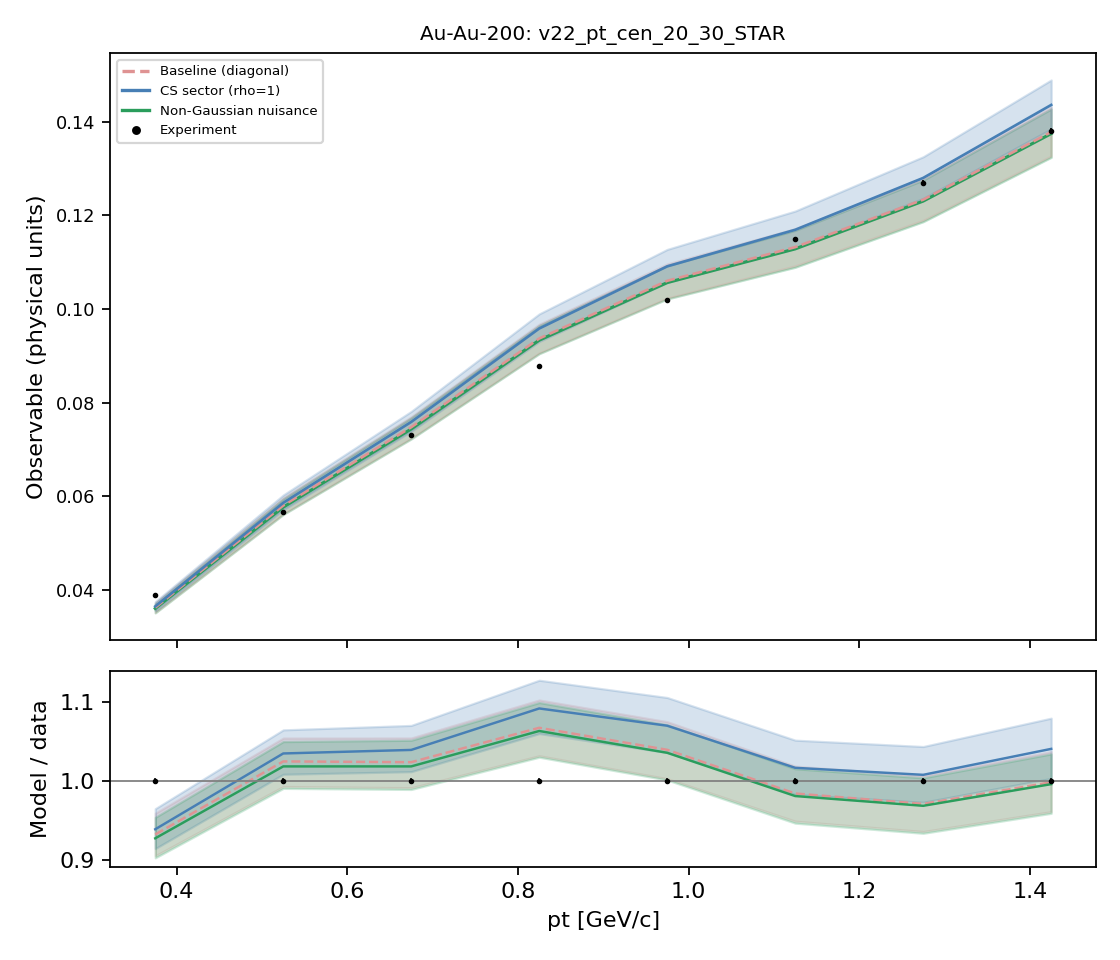 Au-Au-200: v22_pt_cen_20_30_STAR
Baseline (diagonal)
CS sector (rho=1)
Non-Gaussian nuisance
Experiment
Observable (physical units)
0.14
0.12
0.10
0.08
0.06
0.04
Model / data
1.1
1.0
0.9
0.4 0.6 0.8 1.0 1.2 1.4
pt [GeV/c]